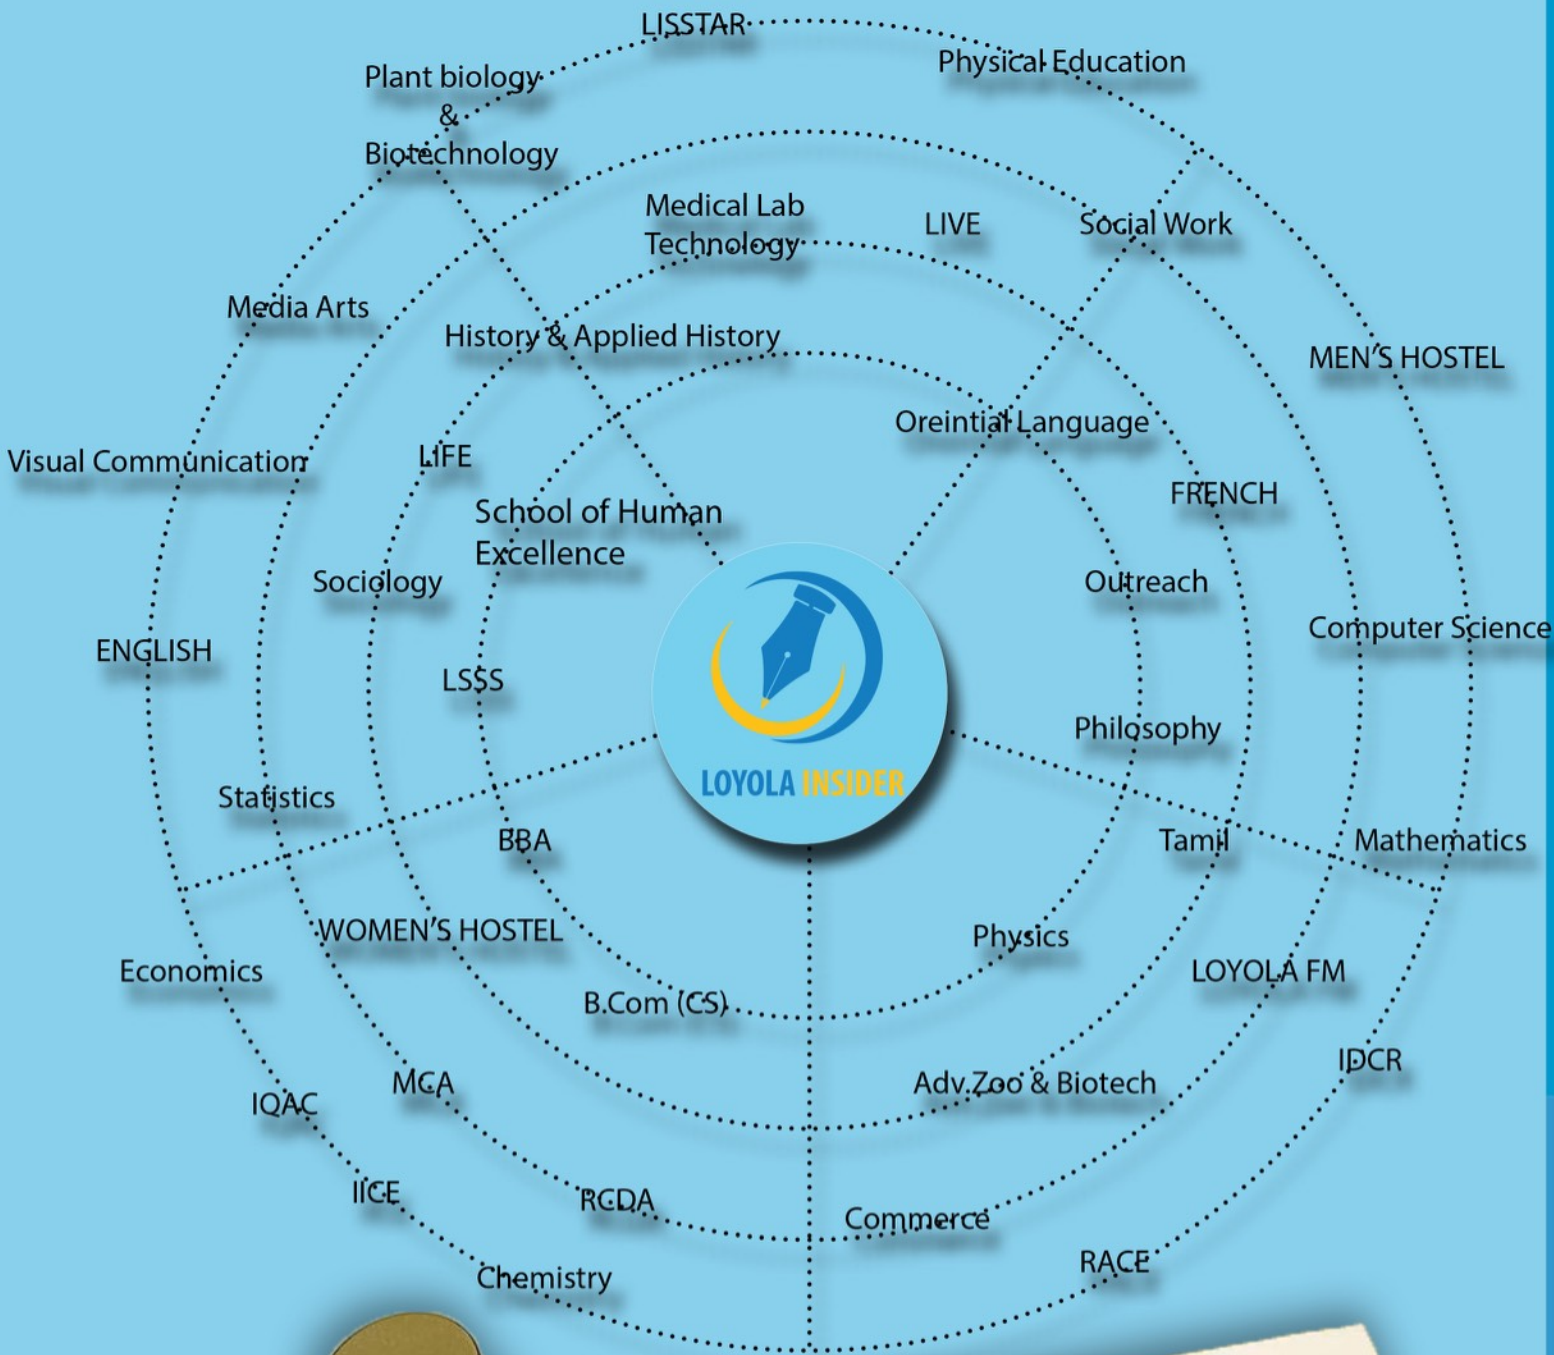 LISSTAR
Physical Education
Plant biology
&
Biotechnology
Medical Lab
Technology
LIVE
Social Work
Media Arts
History & Applied History
MEN'S HOSTEL
Oreintial Language
Visual Communication
LIFE
FRENCH
School of Human
Excellence
Sociology
Outreach
Computer Science
ENGLISH
LSSS
Philosophy
LOYOLA INSIDER
Statistics
BBA
Tamil
Mathematics
WOMEN'S HOSTEL
Physics
Economics
LOYOLA FM
B.Com (CS)
IDCR
MCA
Adv.Zoo & Biotech
IQAC
IICE
RCDA
Commerce
RACE
Chemistry